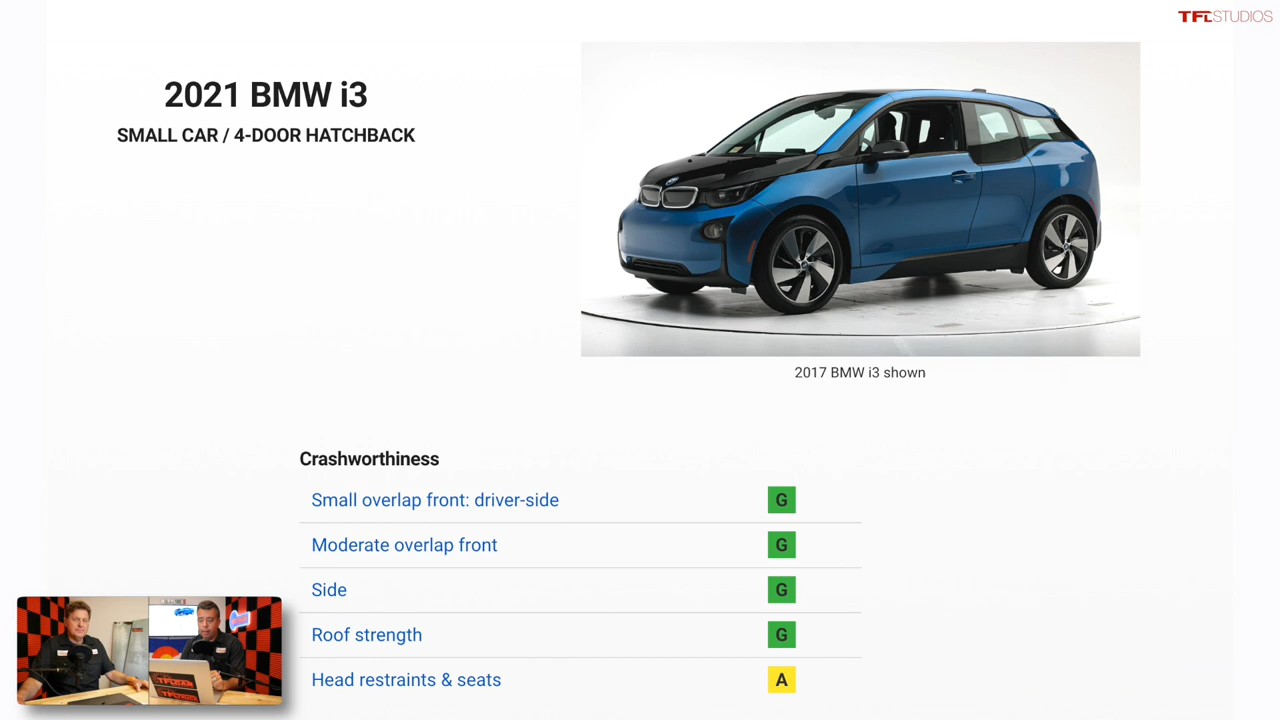 TFLSTUDIOS
2021 BMW i3
SMALL CAR / 4-DOOR HATCHBACK
2017 BMW i3 shown
Crashworthiness
Small overlap front: driver-side G
Moderate overlap front G
Side G
Roof strength G
Head restraints & seats A